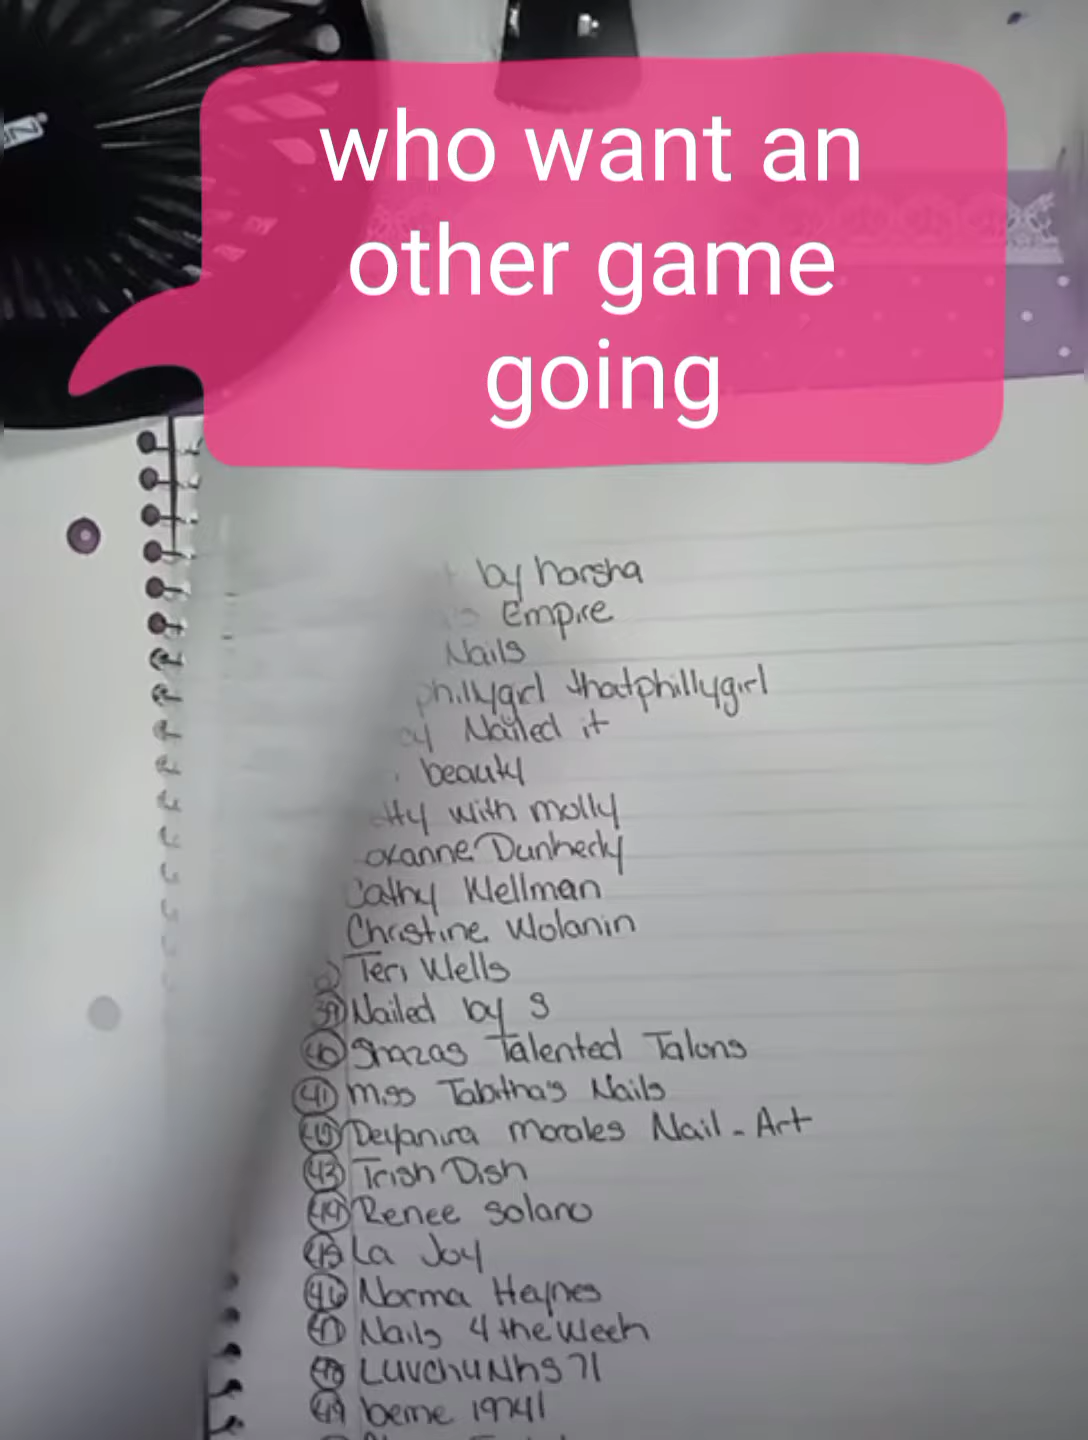 who want an
other game
going
by harsha
Empire
Nails
phillygirl thatphillygirl
Nailed it
beauty
with molly
Cathy Wellman
Christine Wolanin
Teri Wells
39 Nailed by S
40 Shazas Talented Talons
41 Miss Tabitha's Nails
Deyanira morales Nail - Art
43 Trish Dish
44 Renee Solano
45 La Joy
46 Norma Haynes
47 Nails 4 the Week
48 LuvchuNhs71
49 beme 19741